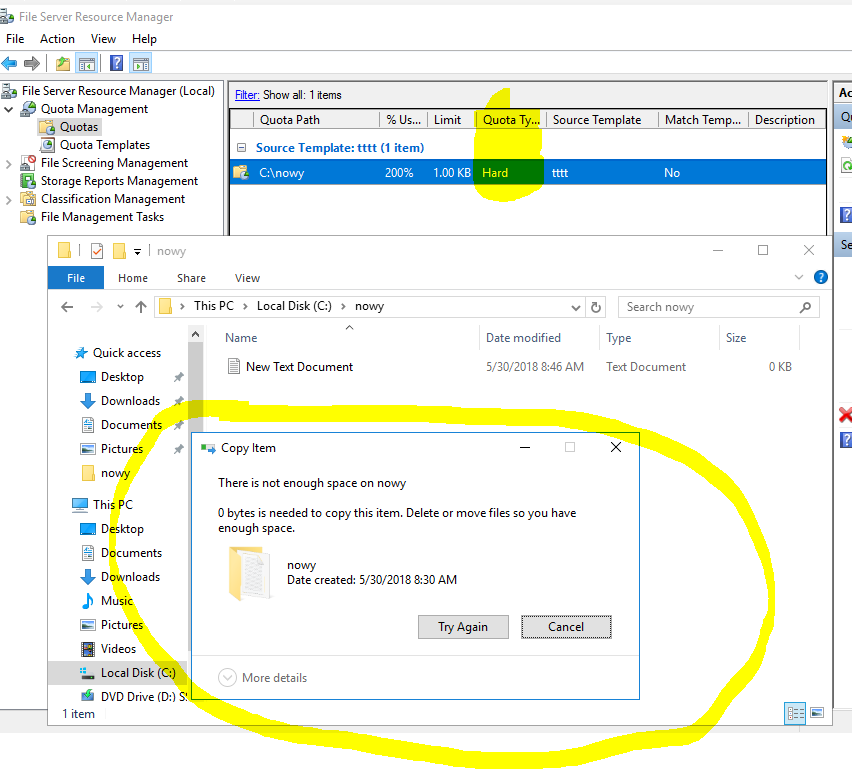 File Server Resource Manager
File Action View Help
File Server Resource Manager (Local)
Quota Management
Quotas
Quota Templates
File Screening Management
Storage Reports Management
Classification Management
File Management Tasks
Filter: Show all: 1 items
Quota Path % Us... Limit Quota Ty... Source Template Match Temp... Description
Source Template: tttt (1 item)
C:\nowy 200% 1.00 KB Hard tttt No
Ac
Qu
Se
nowy
File Home Share View
This PC Local Disk (C:) nowy
Search nowy
Name Date modified Type Size
New Text Document 5/30/2018 8:46 AM Text Document 0 KB
Quick access
Desktop
Downloads
Documents
Pictures
nowy
This PC
Desktop
Documents
Downloads
Music
Pictures
Videos
Local Disk (C:)
DVD Drive (D:) S
1 item
Copy Item
There is not enough space on nowy
0 bytes is needed to copy this item. Delete or move files so you have
enough space.
nowy
Date created: 5/30/2018 8:30 AM
Try Again Cancel
More details